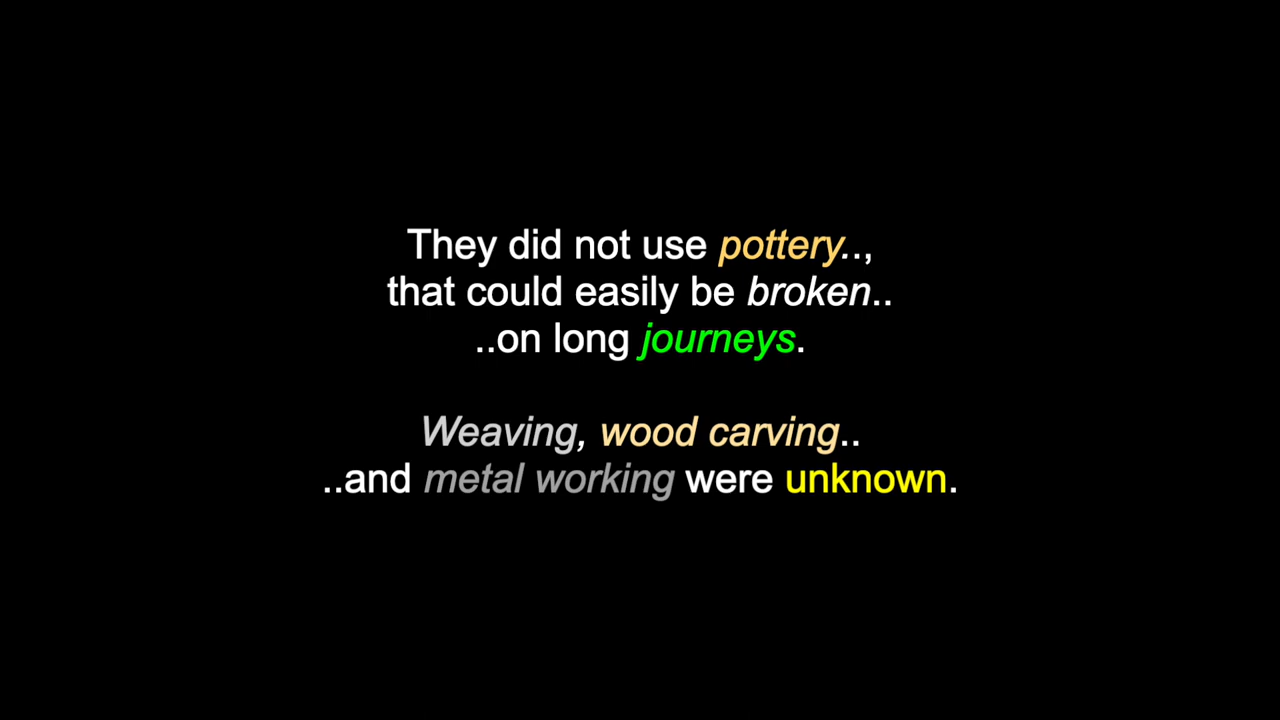 They did not use pottery..,
that could easily be broken..
..on long journeys.
Weaving, wood carving..
..and metal working were unknown.